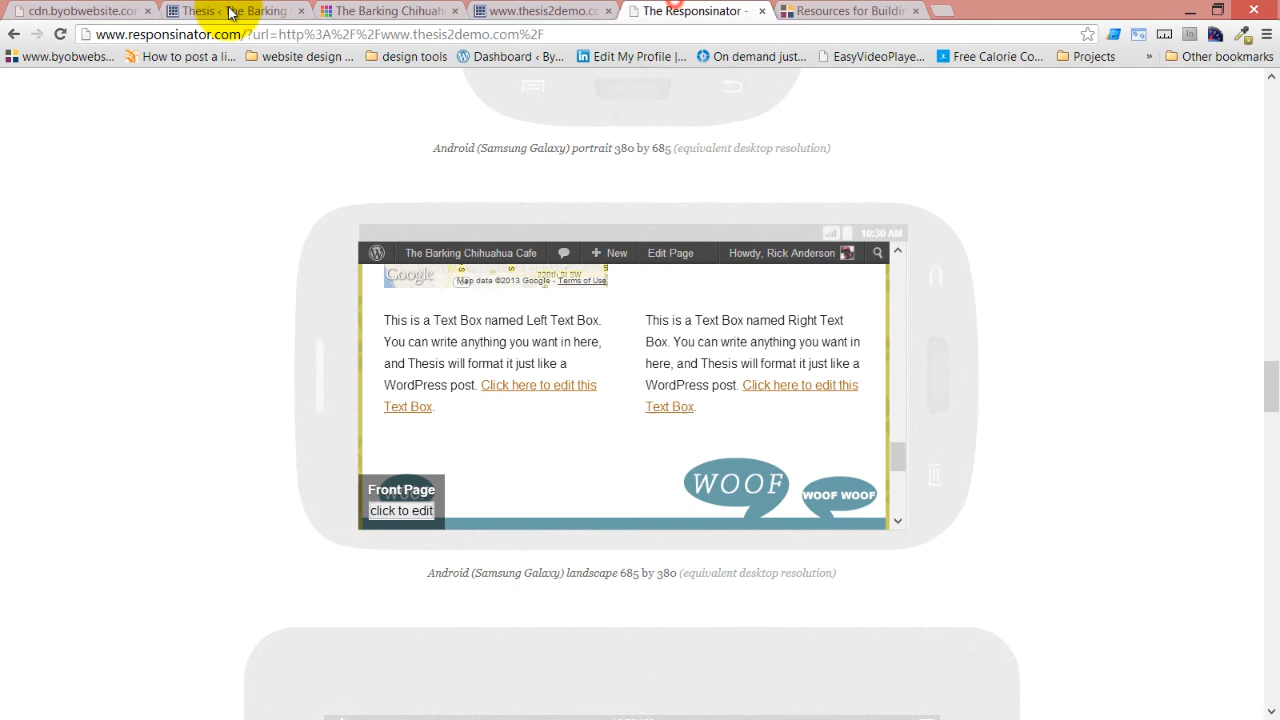 cdn.byobwebsite.con
Thesis ‹ The Barking
The Barking Chihuah
www.thesis2demo.co
The Responsinator -
Resources for Buildin
www.responsinator.com/?url=http%3A%2F%2Fwww.thesis2demo.com%2F
www.byobwebs...
How to post a li...
website design ...
design tools
Dashboard ‹ By...
Edit My Profile |...
On demand just...
EasyVideoPlaye...
Free Calorie Co...
Projects
»
Other bookmarks
Android (Samsung Galaxy) portrait 380 by 685 (equivalent desktop resolution)
10:30 AM
The Barking Chihuahua Cafe
New
Edit Page
Howdy, Rick Anderson
Google
220th St SW
Map data ©2013 Google - Terms of Use
This is a Text Box named Left Text Box.
You can write anything you want in here,
and Thesis will format it just like a
WordPress post. Click here to edit this
Text Box.
This is a Text Box named Right Text
Box. You can write anything you want in
here, and Thesis will format it just like a
WordPress post. Click here to edit this
Text Box.
WOOF
WOOF WOOF
Front Page
click to edit
Android (Samsung Galaxy) landscape 685 by 380 (equivalent desktop resolution)